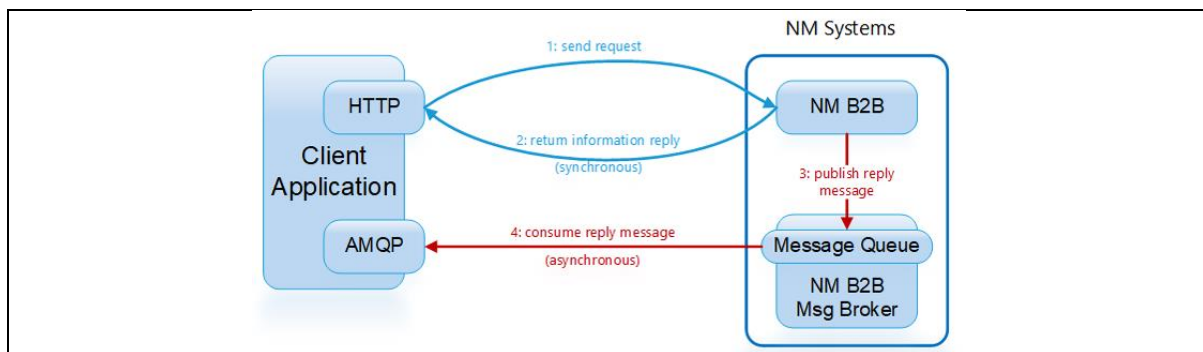 NM Systems
1: send request
HTTP
NM B2B
2: return information reply
(synchronous)
Client
Application
3: publish reply
message
AMQP
4: consume reply message
(asynchronous)
Message Queue
NM B2B
Msg Broker